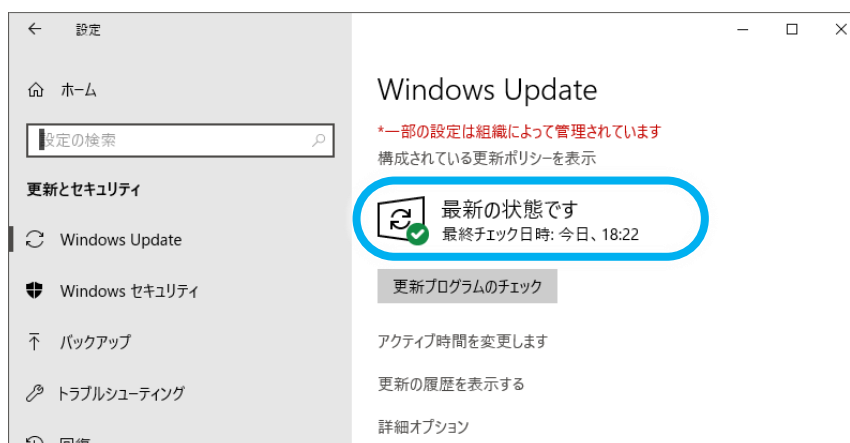 設定
ホーム
設定の検索
更新とセキュリティ
Windows Update
Windows セキュリティ
バックアップ
トラブルシューティング
回復
Windows Update
*一部の設定は組織によって管理されています
構成されている更新ポリシーを表示
最新の状態です
最終チェック日時: 今日、18:22
更新プログラムのチェック
アクティブ時間を変更します
更新の履歴を表示する
詳細オプション